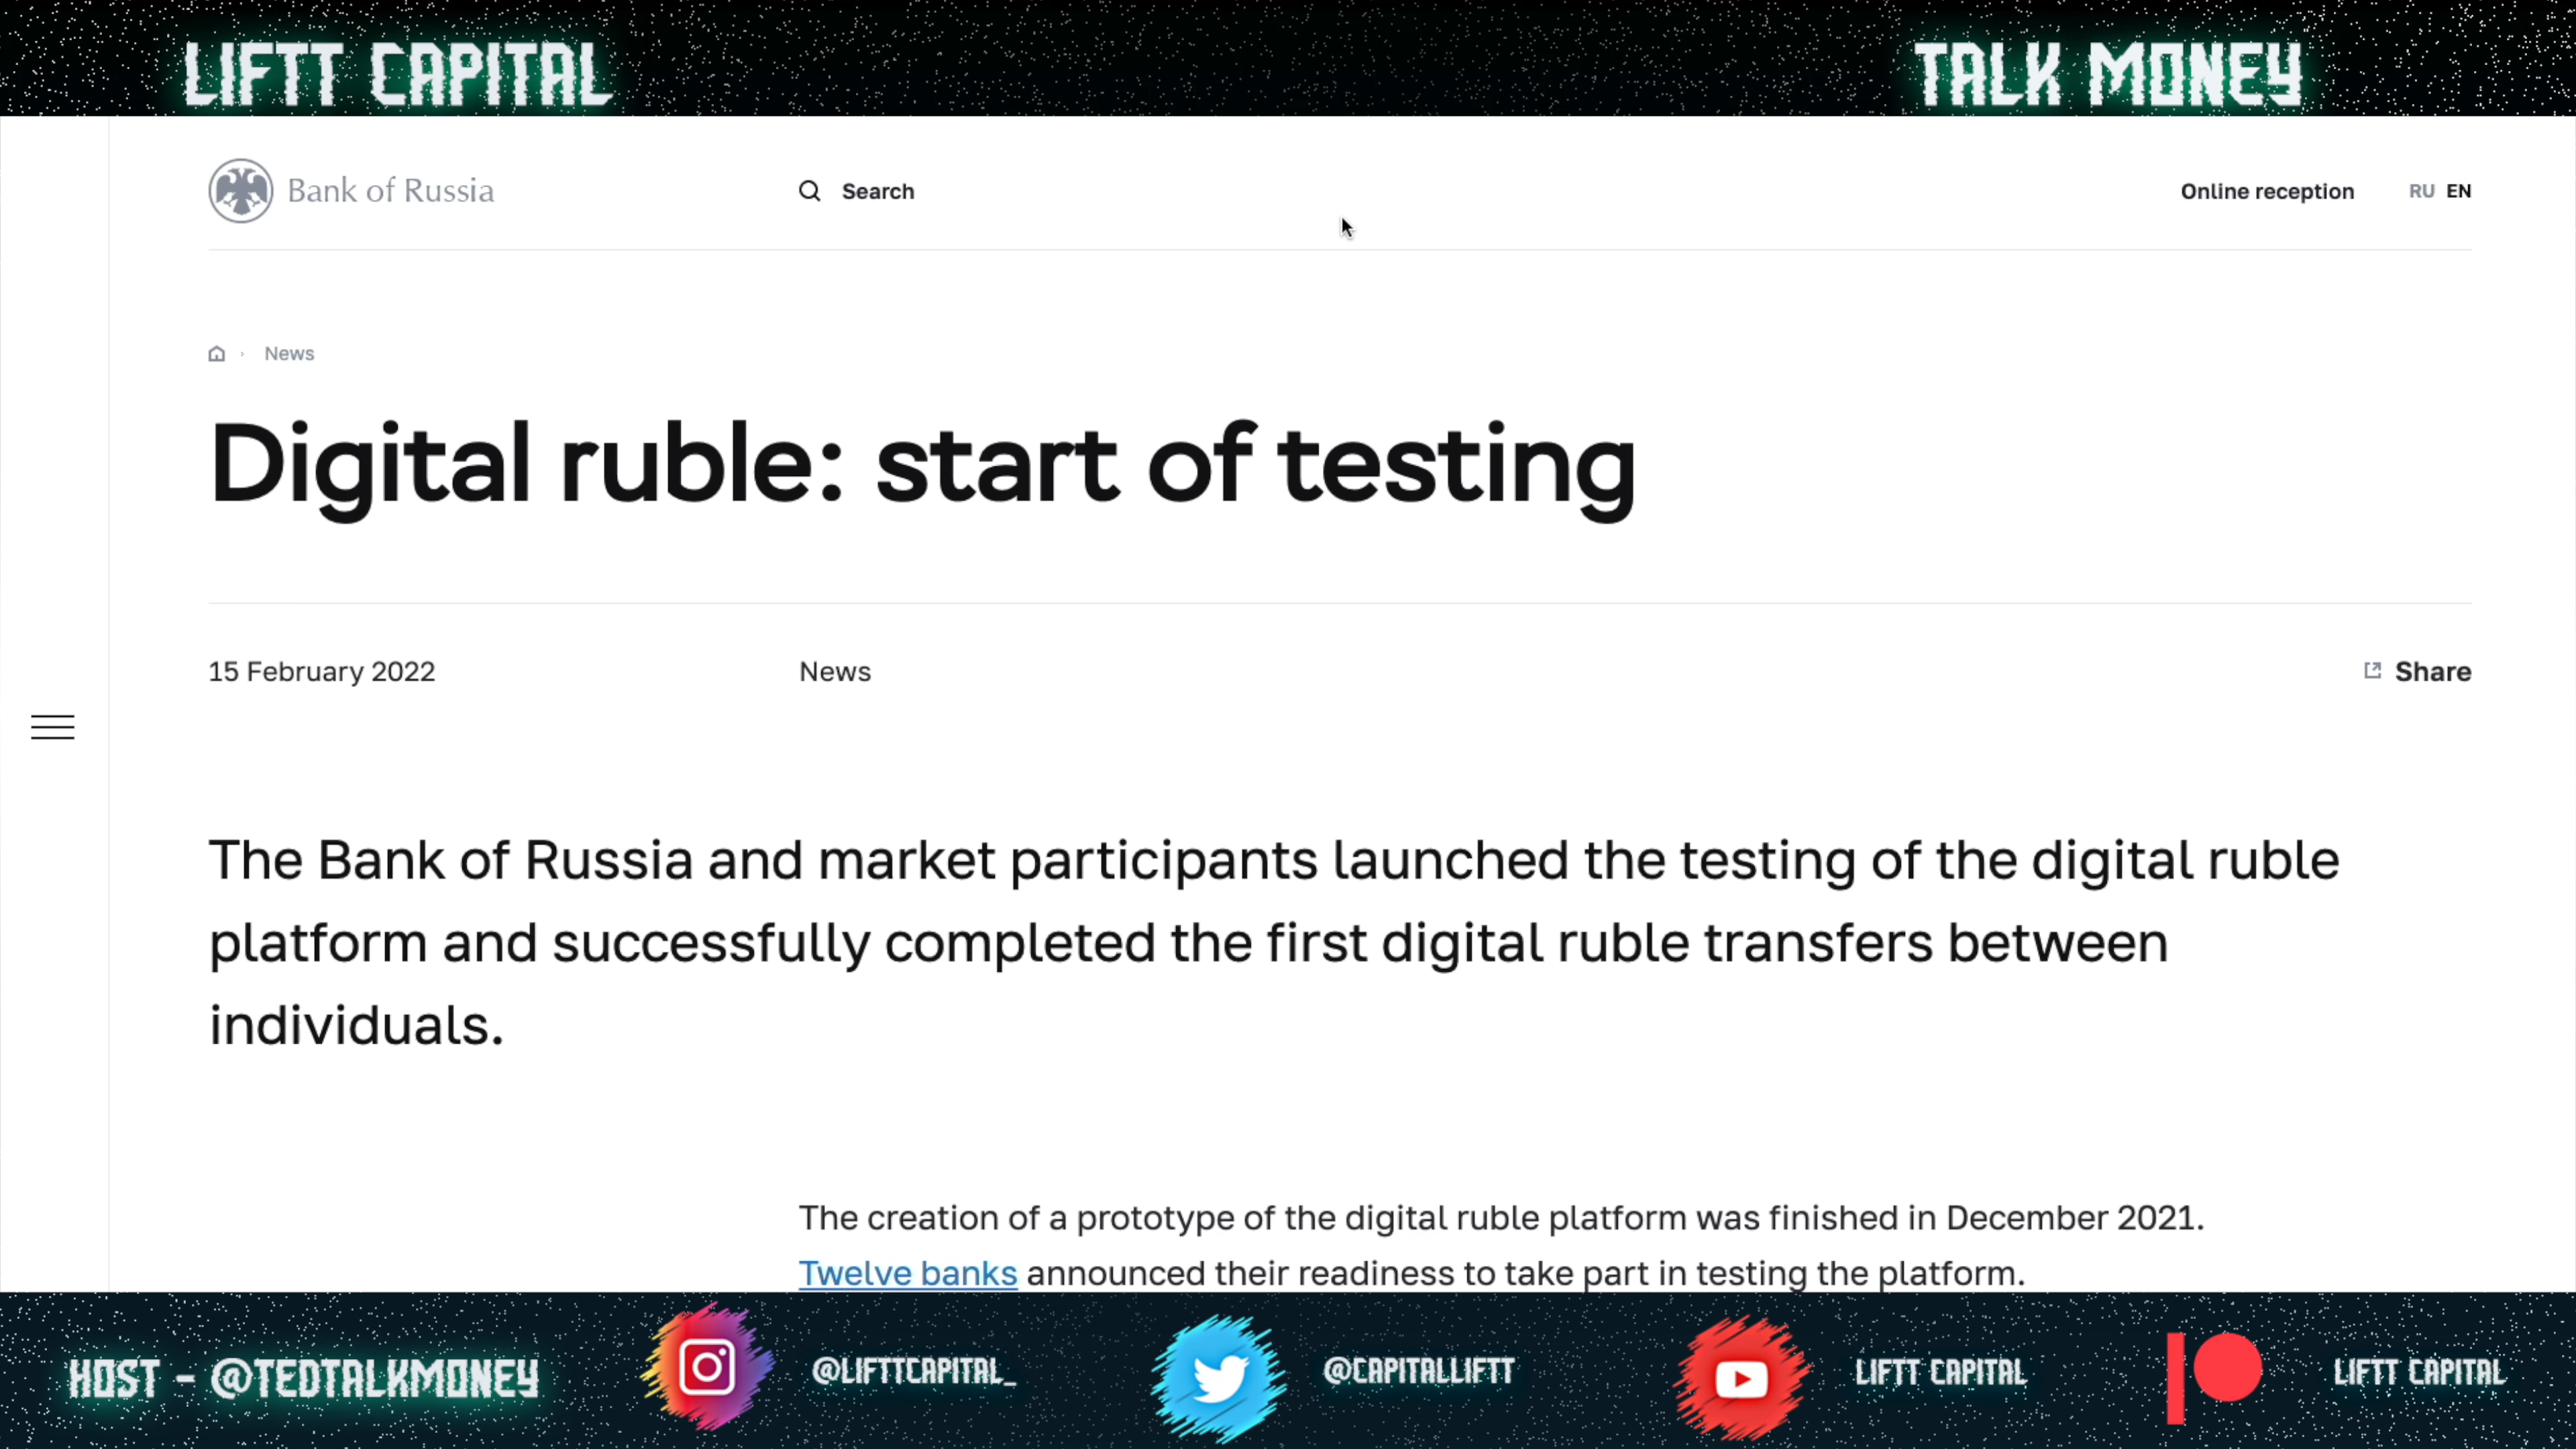 LIFTT CAPITAL
TALK MONEY
Bank of Russia
Search
Online reception
RU EN
News
Digital ruble: start of testing
15 February 2022
News
Share
The Bank of Russia and market participants launched the testing of the digital ruble
platform and successfully completed the first digital ruble transfers between
individuals.
The creation of a prototype of the digital ruble platform was finished in December 2021.
Twelve banks announced their readiness to take part in testing the platform.
HOST - @TEDTALKMONEY
@LIFTTCAPITAL_
@CAPITALLIFTT
LIFTT CAPITAL
LIFTT CAPITAL